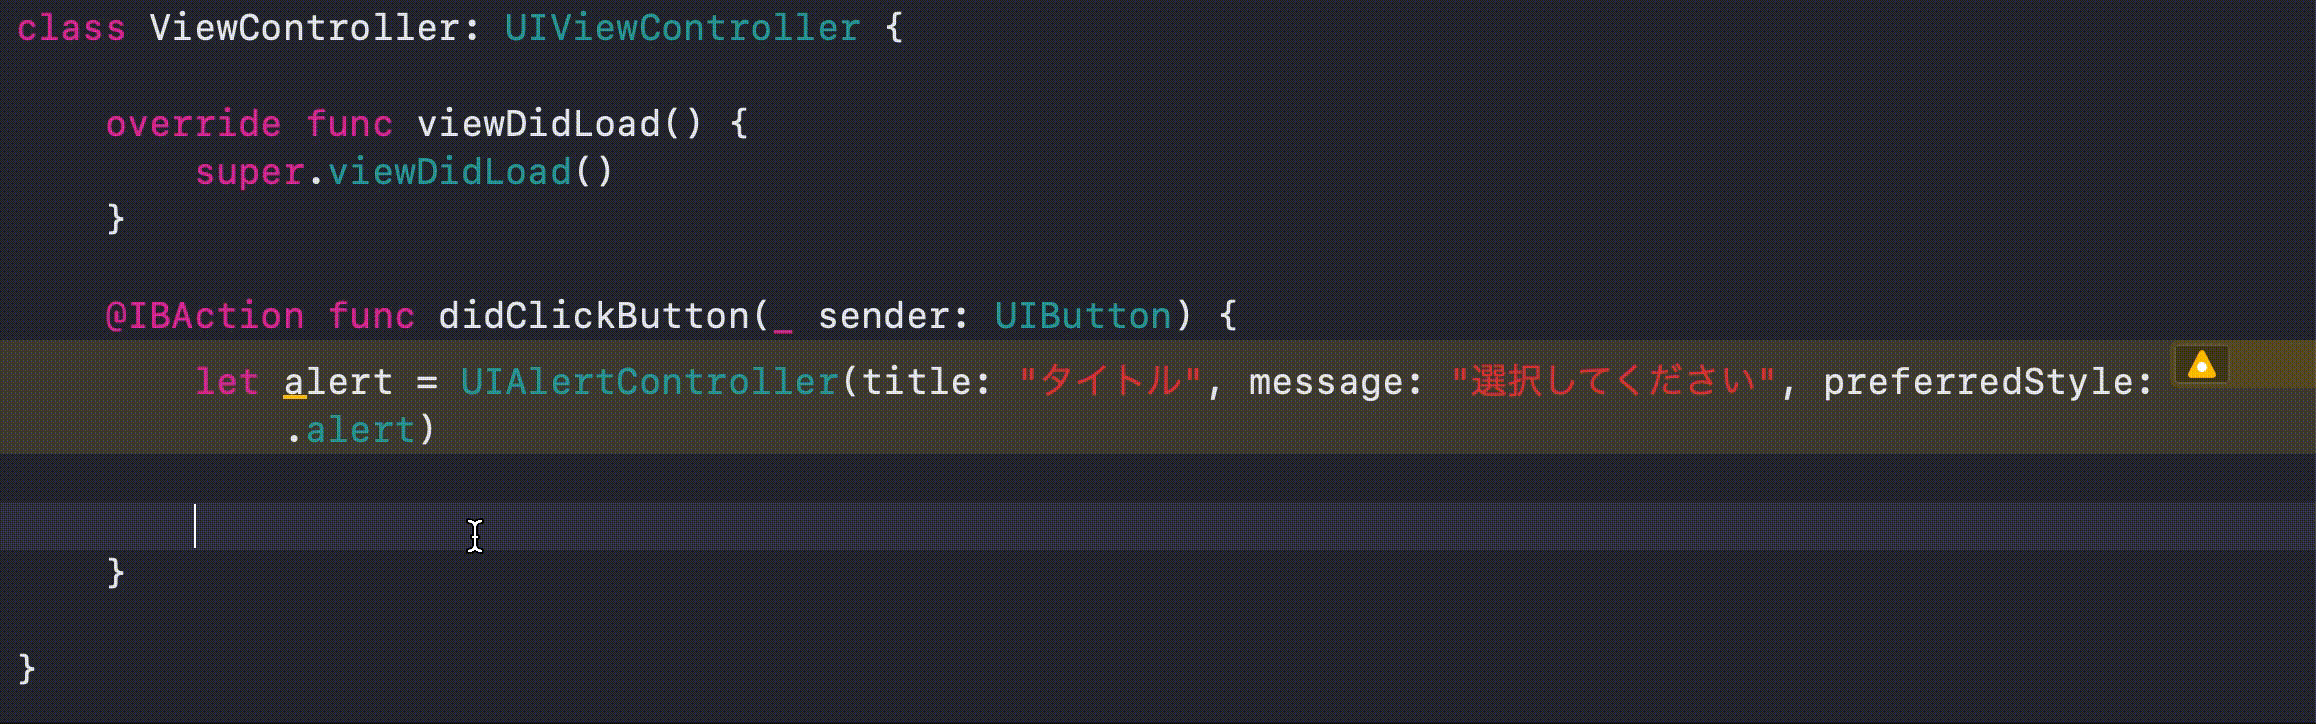 class ViewController: UIViewController {
override func viewDidLoad() {
super.viewDidLoad()
}
@IBAction func didClickButton(_ sender: UIButton) {
let alert = UIAlertController(title: "タイトル", message: "選択してください", preferredStyle:
.alert)
}
}